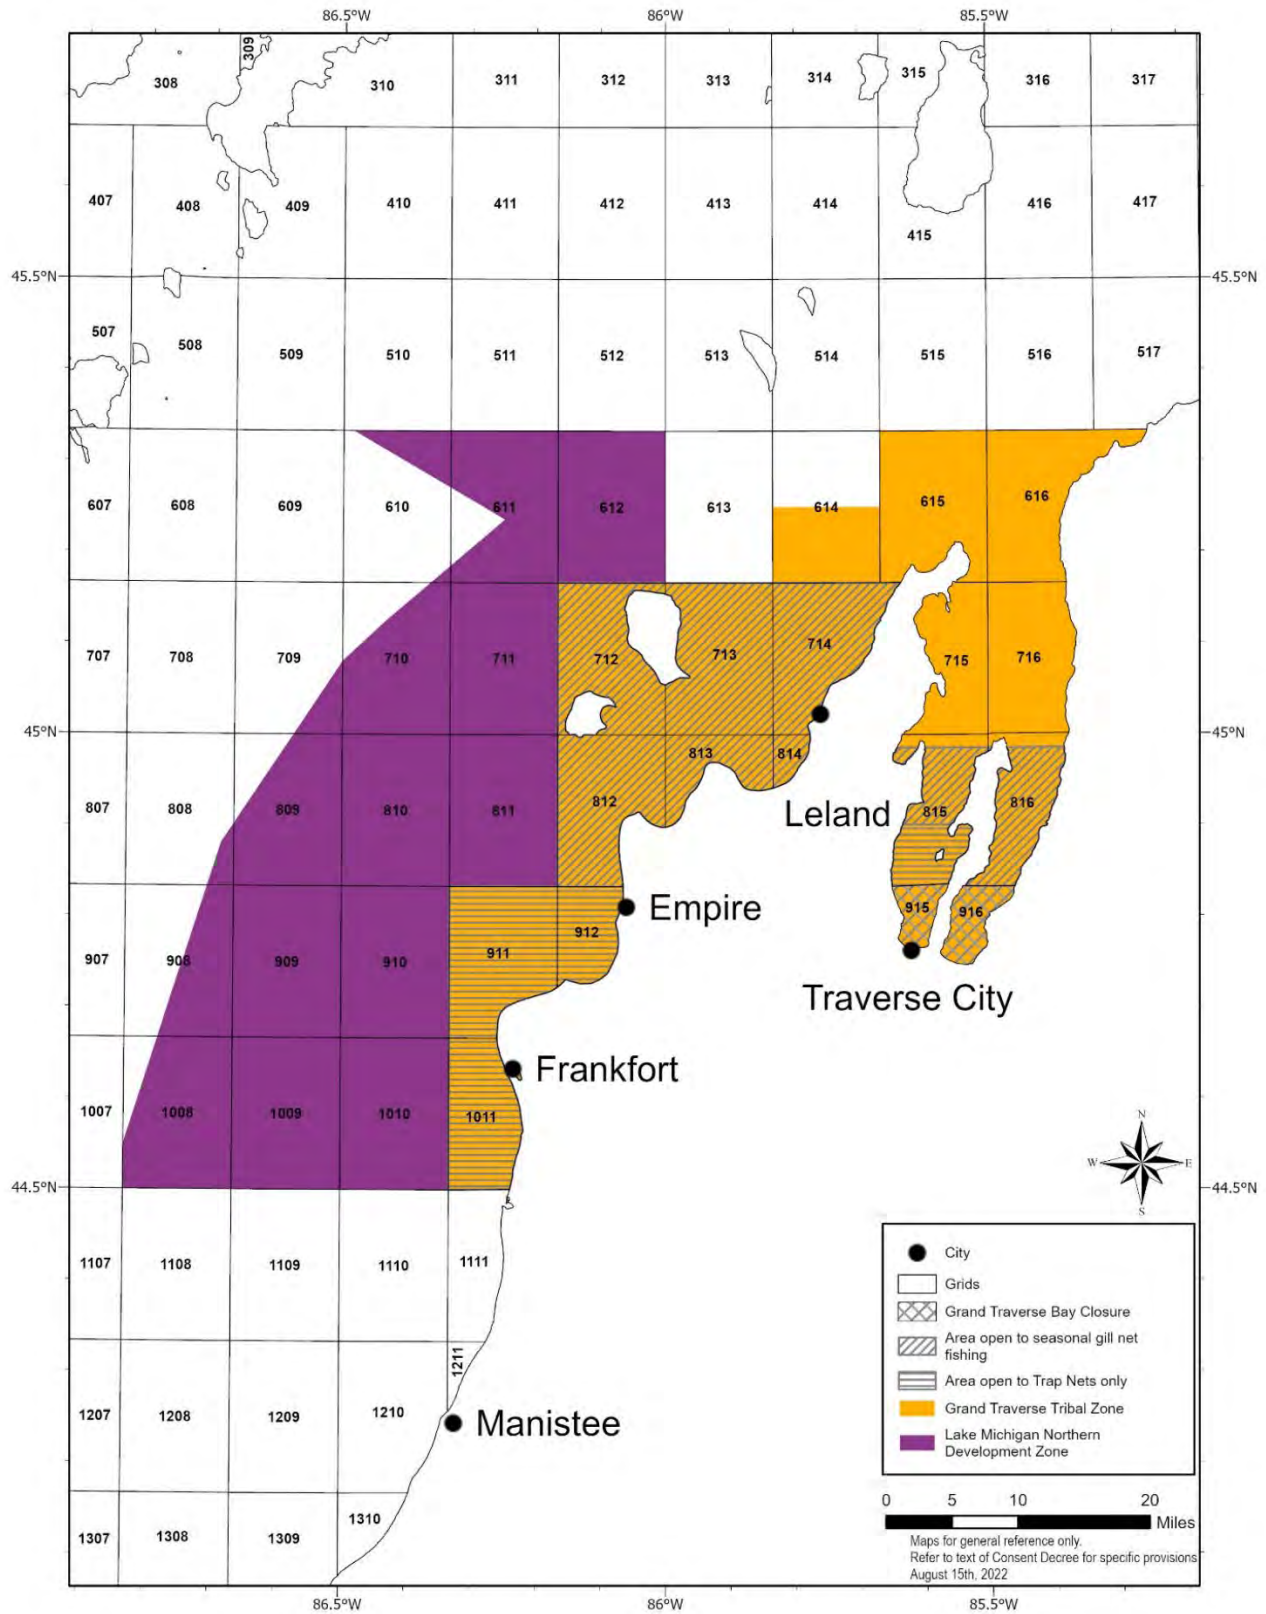 86.5°W 86°W 85.5°W
309
308 310 311 312 313 314 315 316 317
407 408 409 410 411 412 413 414 416 417
415
45.5°N 45.5°N
507 508 509 510 511 512 513 514 515 516 517
607 608 609 610 611 612 613 614 615 616
707 708 709 710 711 712 713 714 715 716
45°N 45°N
813 814
807 808 809 810 811 812 815 816
Leland
Empire
907 908 909 910 911 912 915 916
Traverse City
Frankfort
1007 1008 1009 1010 1011
N
W E
S
44.5°N 44.5°N
1107 1108 1109 1110 1111
1211
1207 1208 1209 1210
Manistee
1307 1308 1309 1310
City
Grids
Grand Traverse Bay Closure
Area open to seasonal gill net
fishing
Area open to Trap Nets only
Grand Traverse Tribal Zone
Lake Michigan Northern
Development Zone
0 5 10 20
Miles
Maps for general reference only.
Refer to text of Consent Decree for specific provisions
August 15th, 2022
86.5°W 86°W 85.5°W